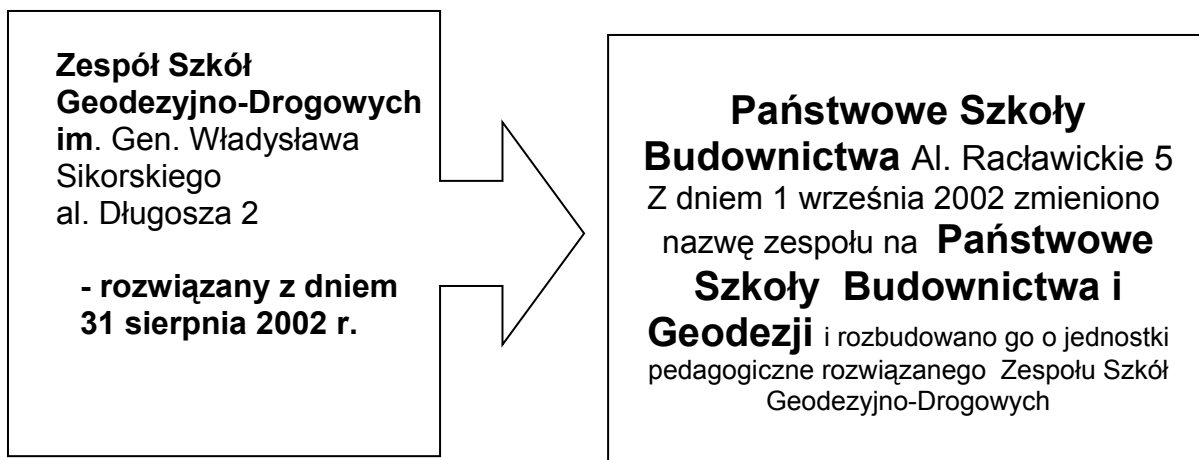 Zespół Szkół
Geodezyjno-Drogowych
im. Gen. Władysława
Sikorskiego
al. Długosza 2
- rozwiązany z dniem
31 sierpnia 2002 r.
Państwowe Szkoły
Budownictwa Al. Racławickie 5
Z dniem 1 września 2002 zmieniono
nazwę zespołu na Państwowe
Szkoły Budownictwa i
Geodezji i rozbudowano go o jednostki
pedagogiczne rozwiązanego Zespołu Szkół
Geodezyjno-Drogowych